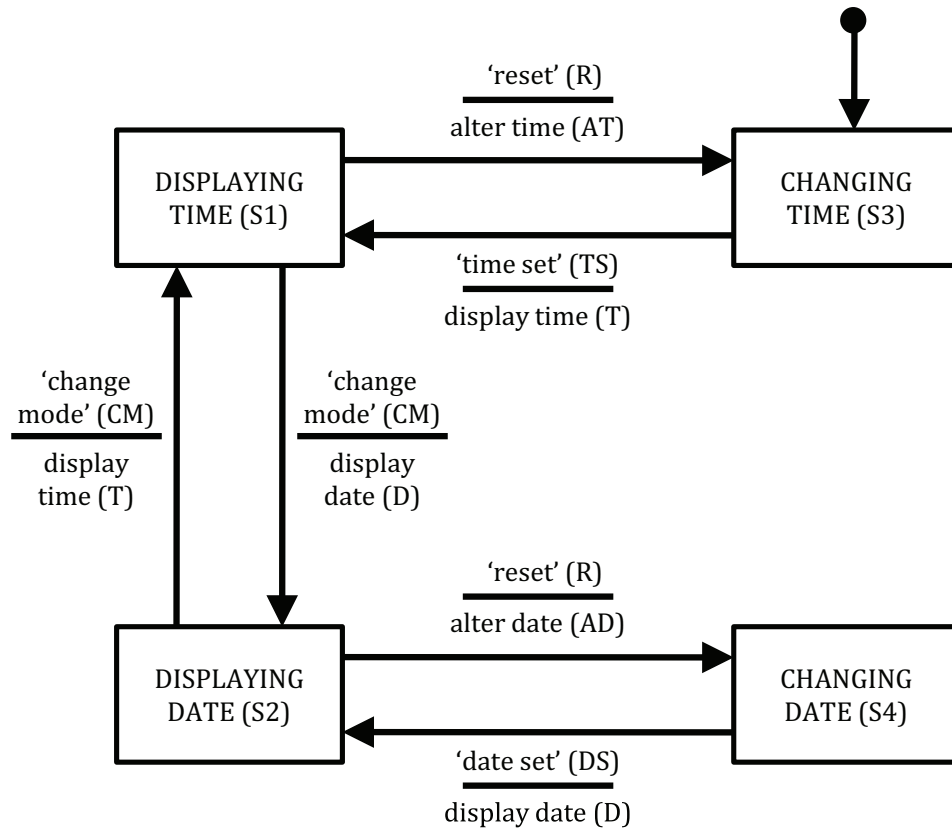 ‘reset’ (R)
alter time (AT)
DISPLAYING
TIME (S1)
CHANGING
TIME (S3)
‘time set’ (TS)
display time (T)
‘change
mode’ (CM)
display
time (T)
‘change
mode’ (CM)
display
date (D)
‘reset’ (R)
alter date (AD)
DISPLAYING
DATE (S2)
CHANGING
DATE (S4)
‘date set’ (DS)
display date (D)